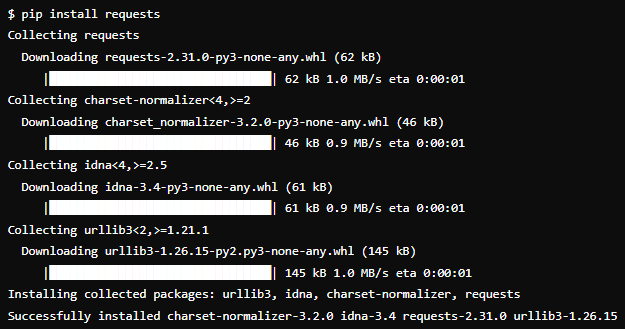 $ pip install requests
Collecting requests
  Downloading requests-2.31.0-py3-none-any.whl (62 kB)
     |████████████████████████████████| 62 kB 1.0 MB/s eta 0:00:01
Collecting charset-normalizer<4,>=2
  Downloading charset_normalizer-3.2.0-py3-none-any.whl (46 kB)
     |████████████████████████████████| 46 kB 0.9 MB/s eta 0:00:01
Collecting idna<4,>=2.5
  Downloading idna-3.4-py3-none-any.whl (61 kB)
     |████████████████████████████████| 61 kB 0.9 MB/s eta 0:00:01
Collecting urllib3<2,>=1.21.1
  Downloading urllib3-1.26.15-py2.py3-none-any.whl (145 kB)
     |████████████████████████████████| 145 kB 1.0 MB/s eta 0:00:01
Installing collected packages: urllib3, idna, charset-normalizer, requests
Successfully installed charset-normalizer-3.2.0 idna-3.4 requests-2.31.0 urllib3-1.26.15